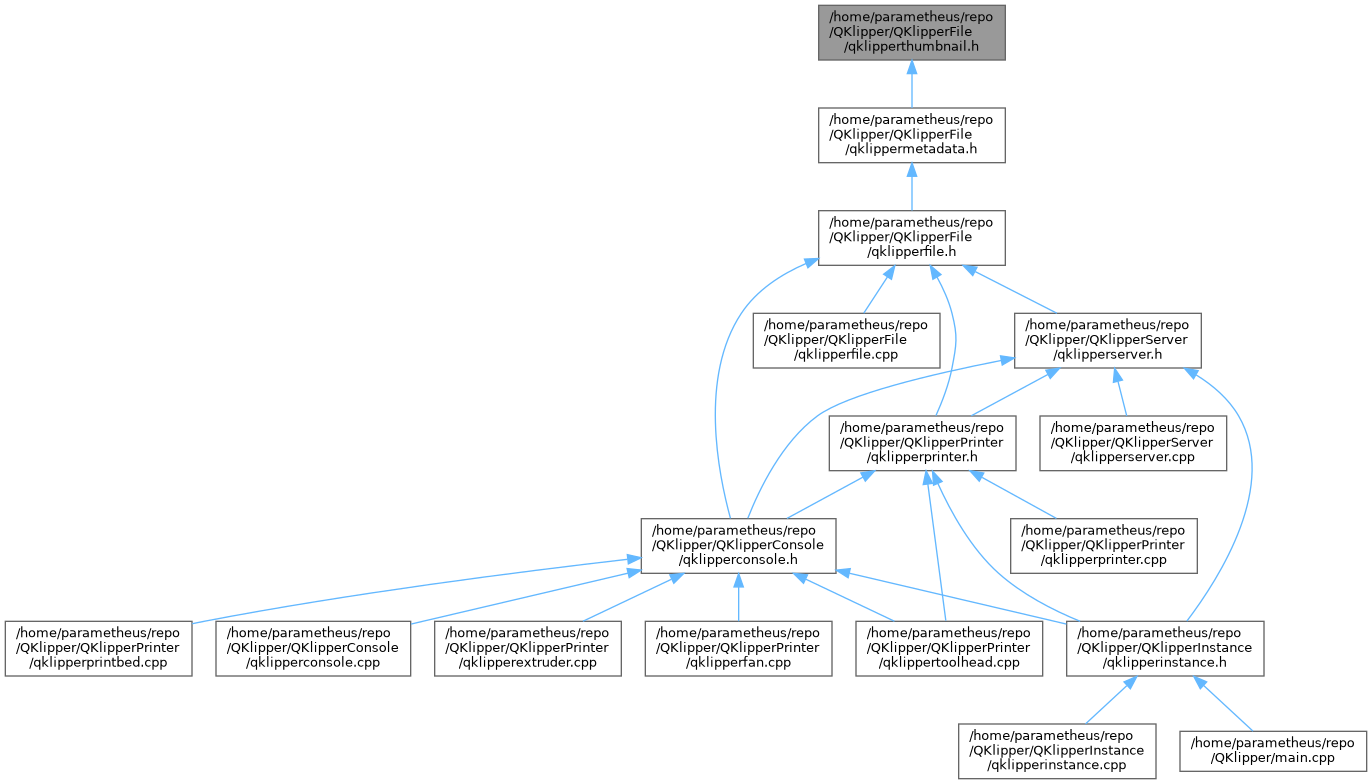 /home/parametheus/repo
/QKlipper/QKlipperFile
/qklipperthumbnail.h
/home/parametheus/repo
/QKlipper/QKlipperFile
/qklippermetadata.h
/home/parametheus/repo
/QKlipper/QKlipperFile
/qklipperfile.h
/home/parametheus/repo
/QKlipper/QKlipperFile
/qklipperfile.cpp
/home/parametheus/repo
/QKlipper/QKlipperServer
/qklipperserver.h
/home/parametheus/repo
/QKlipper/QKlipperPrinter
/qklipperprinter.h
/home/parametheus/repo
/QKlipper/QKlipperServer
/qklipperserver.cpp
/home/parametheus/repo
/QKlipper/QKlipperConsole
/qklipperconsole.h
/home/parametheus/repo
/QKlipper/QKlipperPrinter
/qklipperprinter.cpp
/home/parametheus/repo
/QKlipper/QKlipperPrinter
/qklipperprintbed.cpp
/home/parametheus/repo
/QKlipper/QKlipperConsole
/qklipperconsole.cpp
/home/parametheus/repo
/QKlipper/QKlipperPrinter
/qklipperextruder.cpp
/home/parametheus/repo
/QKlipper/QKlipperPrinter
/qklipperfan.cpp
/home/parametheus/repo
/QKlipper/QKlipperPrinter
/qklippertoolhead.cpp
/home/parametheus/repo
/QKlipper/QKlipperInstance
/qklipperinstance.h
/home/parametheus/repo
/QKlipper/QKlipperInstance
/qklipperinstance.cpp
/home/parametheus/repo
/QKlipper/main.cpp